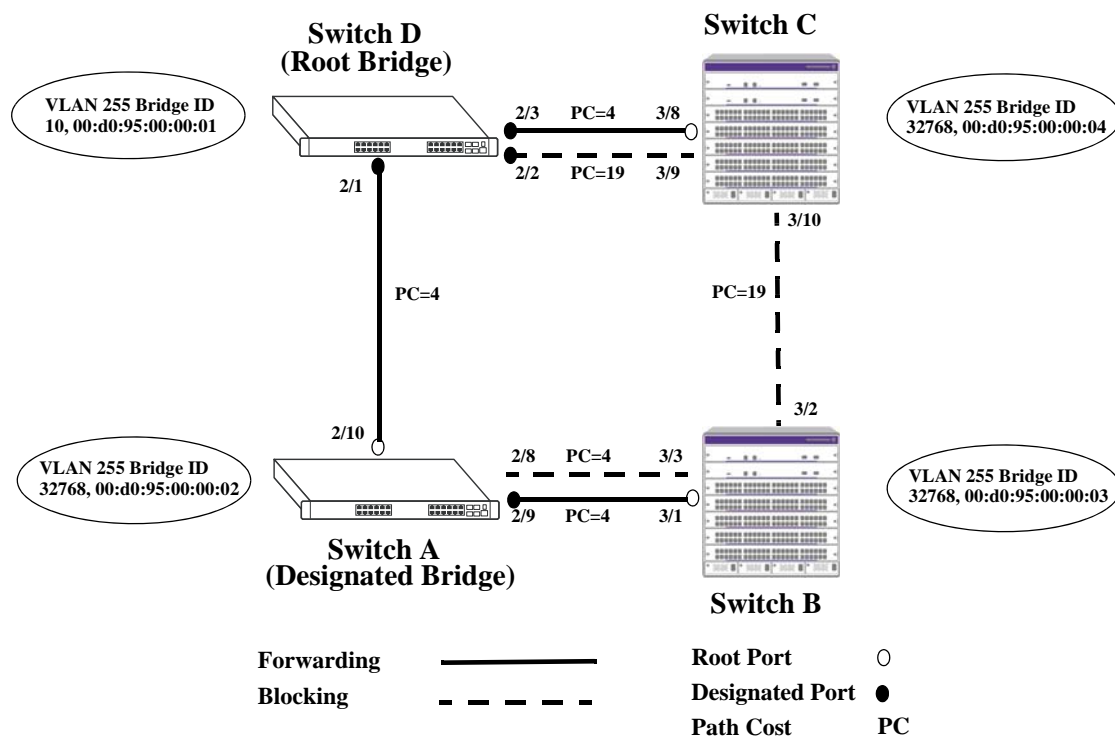 Switch D
(Root Bridge)
Switch C
VLAN 255 Bridge ID
10, 00:d0:95:00:00:01
2/3 PC=4 3/8
2/2 PC=19 3/9
VLAN 255 Bridge ID
32768, 00:d0:95:00:00:04
2/1
3/10
PC=4
PC=19
2/10
3/2
VLAN 255 Bridge ID
32768, 00:d0:95:00:00:02
2/8 PC=4 3/3
2/9 PC=4 3/1
VLAN 255 Bridge ID
32768, 00:d0:95:00:00:03
Switch A
(Designated Bridge)
Switch B
Forwarding
Blocking
Root Port
Designated Port
Path Cost PC